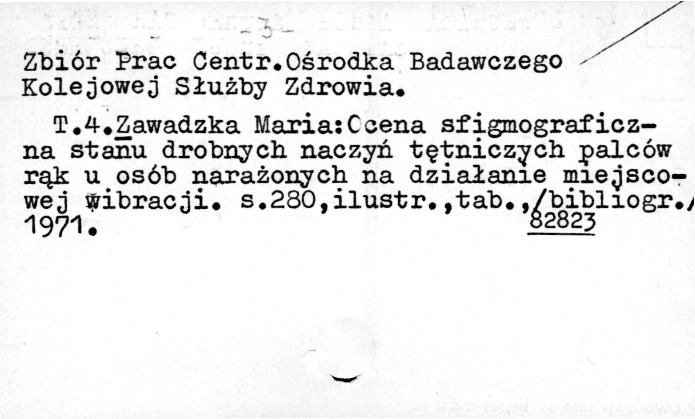 Zbiór Prac Centr.Ośrodka Badawczego
Kolejowej Służby Zdrowia.
T.4.Zawadzka Maria:Ocena sfigmograficz-
na stanu drobnych naczyń tętniczych palców
rąk u osób narażonych na działanie miejsco-
wej wibracji. s.280,ilustr.,tab.,/bibliogr./
1971.
82823